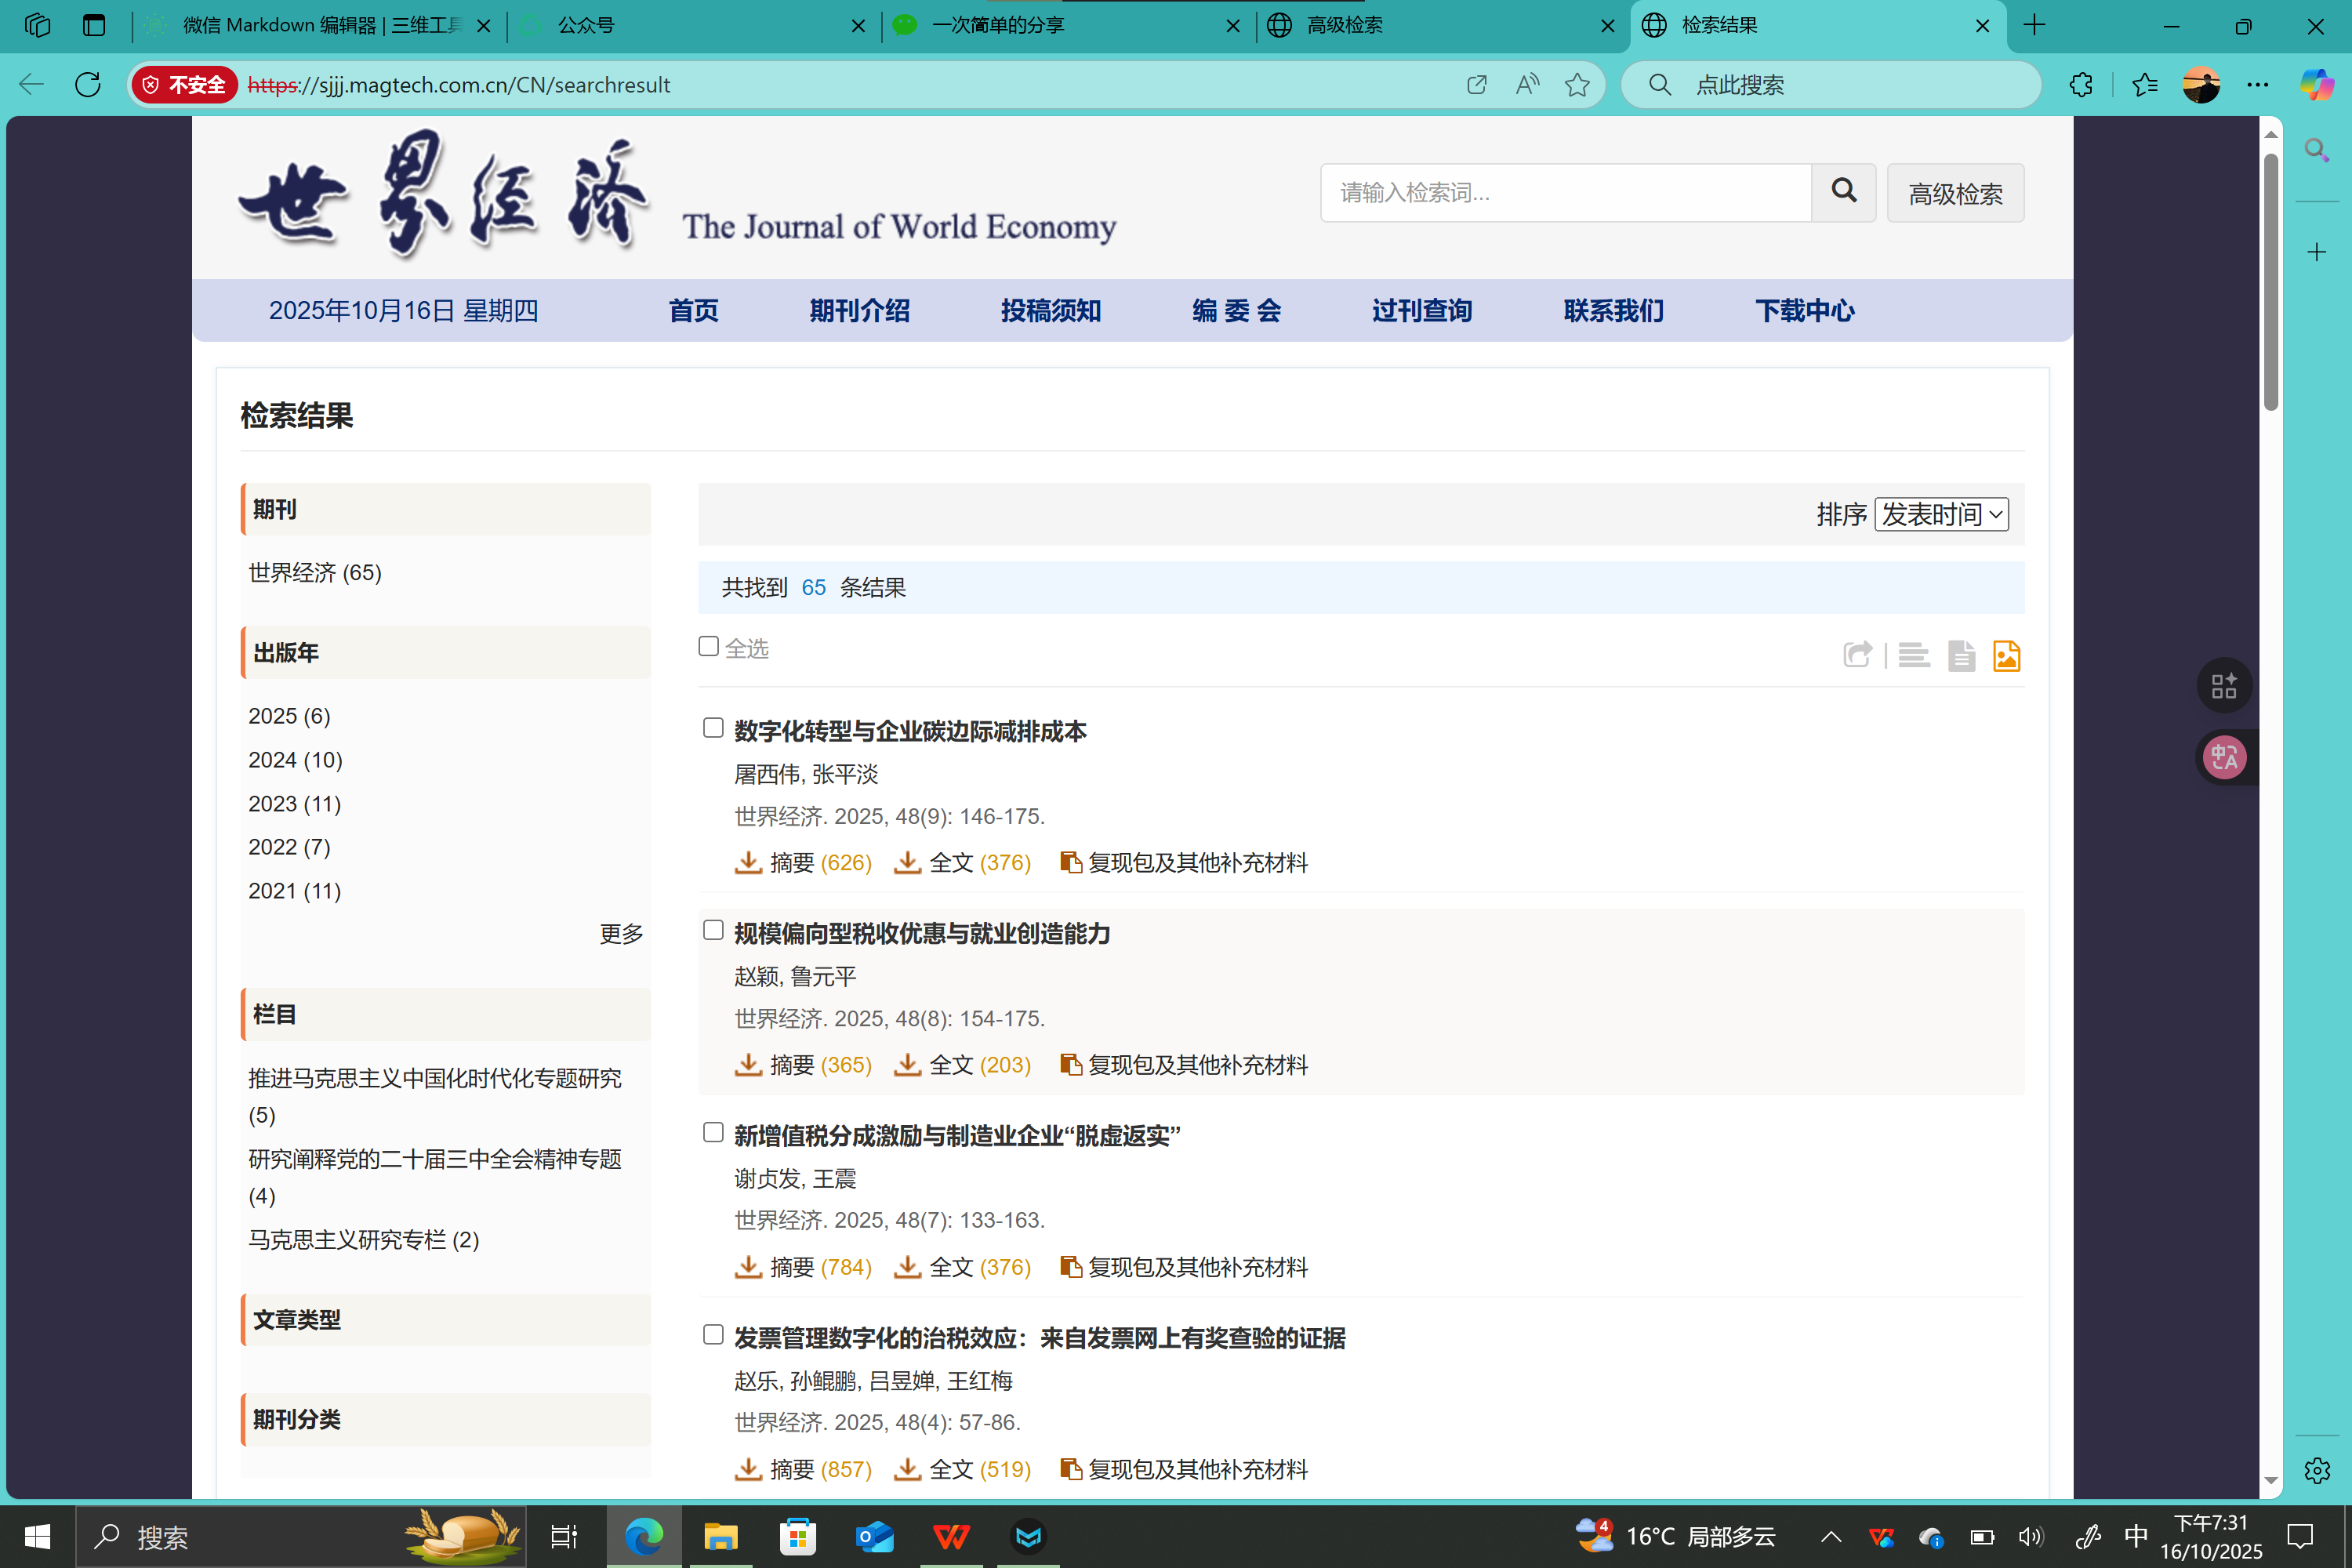 微信 Markdown 编辑器 | 三维工具
公众号
一次简单的分享
高级检索
检索结果
不安全
https://sjjj.magtech.com.cn/CN/searchresult
点此搜索
世界经济
The Journal of World Economy
请输入检索词...
高级检索
2025年10月16日 星期四
首页
期刊介绍
投稿须知
编 委 会
过刊查询
联系我们
下载中心
检索结果
期刊
世界经济 (65)
出版年
2025 (6)
2024 (10)
2023 (11)
2022 (7)
2021 (11)
更多
栏目
推进马克思主义中国化时代化专题研究
(5)
研究阐释党的二十届三中全会精神专题
(4)
马克思主义研究专栏 (2)
文章类型
期刊分类
排序 发表时间
共找到 65 条结果
全选
数字化转型与企业碳边际减排成本
屠西伟, 张平淡
世界经济. 2025, 48(9): 146-175.
摘要 (626) 全文 (376) 复现包及其他补充材料
规模偏向型税收优惠与就业创造能力
赵颖, 鲁元平
世界经济. 2025, 48(8): 154-175.
摘要 (365) 全文 (203) 复现包及其他补充材料
新增值税分成激励与制造业企业“脱虚返实”
谢贞发, 王震
世界经济. 2025, 48(7): 133-163.
摘要 (784) 全文 (376) 复现包及其他补充材料
发票管理数字化的治税效应：来自发票网上有奖查验的证据
赵乐, 孙鲲鹏, 吕昱婵, 王红梅
世界经济. 2025, 48(4): 57-86.
摘要 (857) 全文 (519) 复现包及其他补充材料
搜索
4
16°C 局部多云
中
下午7:31
16/10/2025